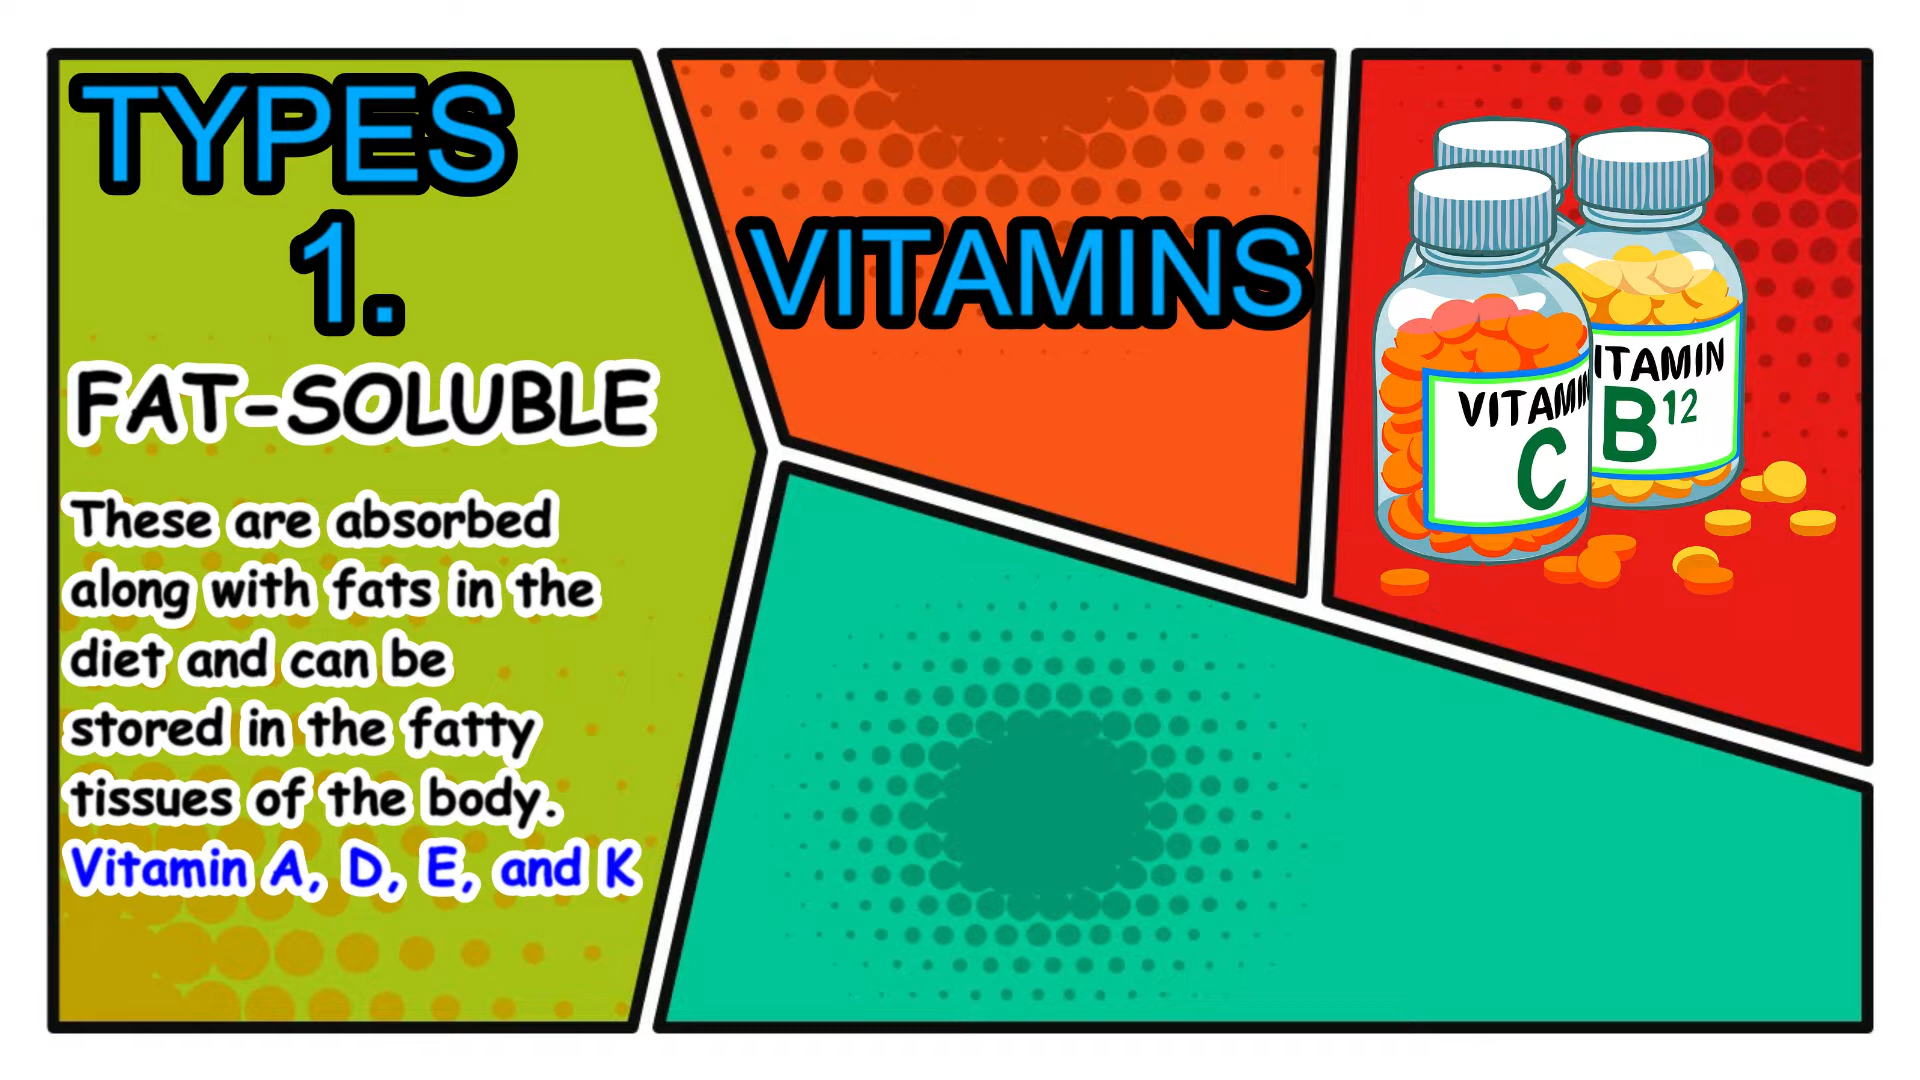 TYPES
1.
FAT-SOLUBLE
These are absorbed
along with fats in the
diet and can be
stored in the fatty
tissues of the body.
Vitamin A, D, E, and K
VITAMINS
VITAMIN
C
ITAMIN
B12